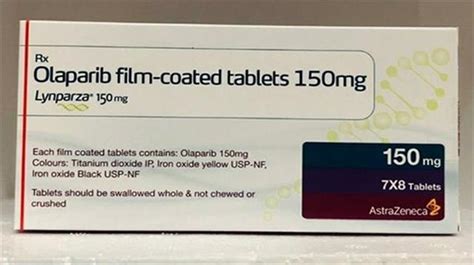 Rx
Olaparib film-coated tablets 150mg
Lynparza® 150 mg
Each film coated tablets contains: Olaparib 150mg
Colours: Titanium dioxide IP, Iron oxide yellow USP-NF,
Iron oxide Black USP-NF
Tablets should be swallowed whole & not chewed or
crushed
150 mg
7X8 Tablets
AstraZeneca